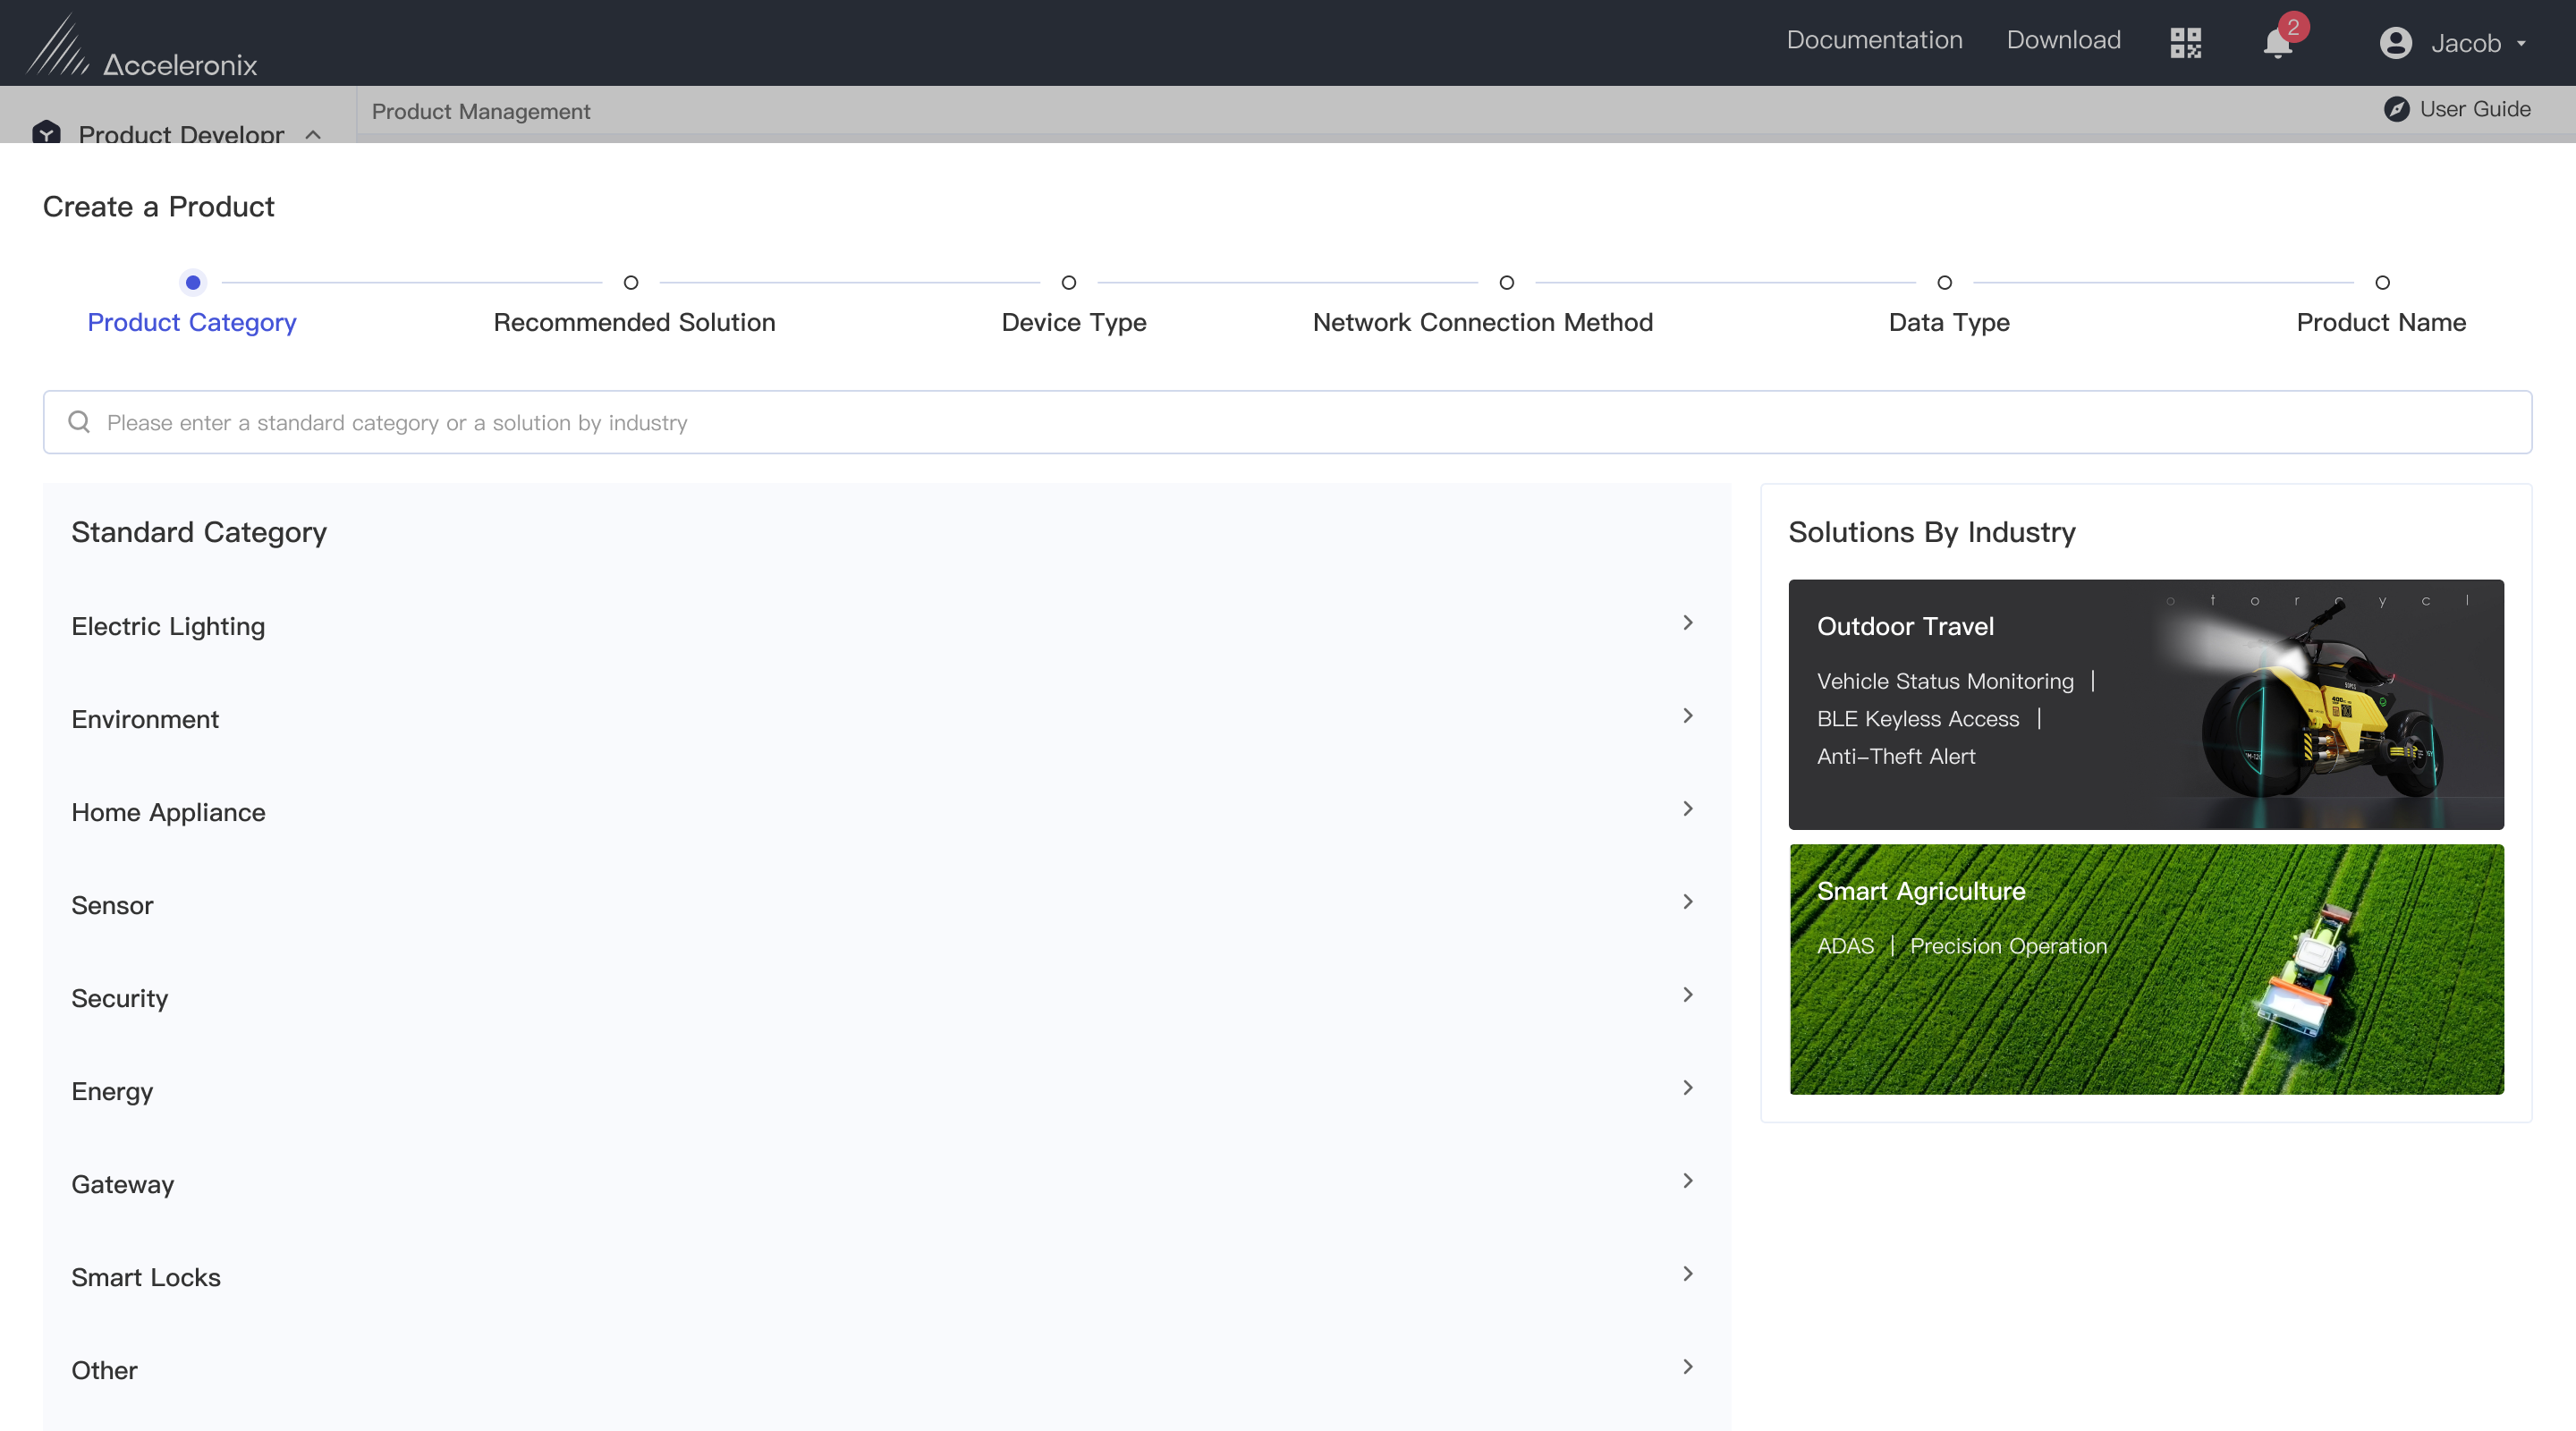 Acceleronix
Documentation
Download
2
Jacob
Product Developr
Product Management
User Guide
Create a Product
Product Category
Recommended Solution
Device Type
Network Connection Method
Data Type
Product Name
Please enter a standard category or a solution by industry
Standard Category
Electric Lighting
Environment
Home Appliance
Sensor
Security
Energy
Gateway
Smart Locks
Other
Solutions By Industry
o t o r c y c l
Outdoor Travel
Vehicle Status Monitoring |
BLE Keyless Access |
Anti-Theft Alert
Smart Agriculture
ADAS | Precision Operation